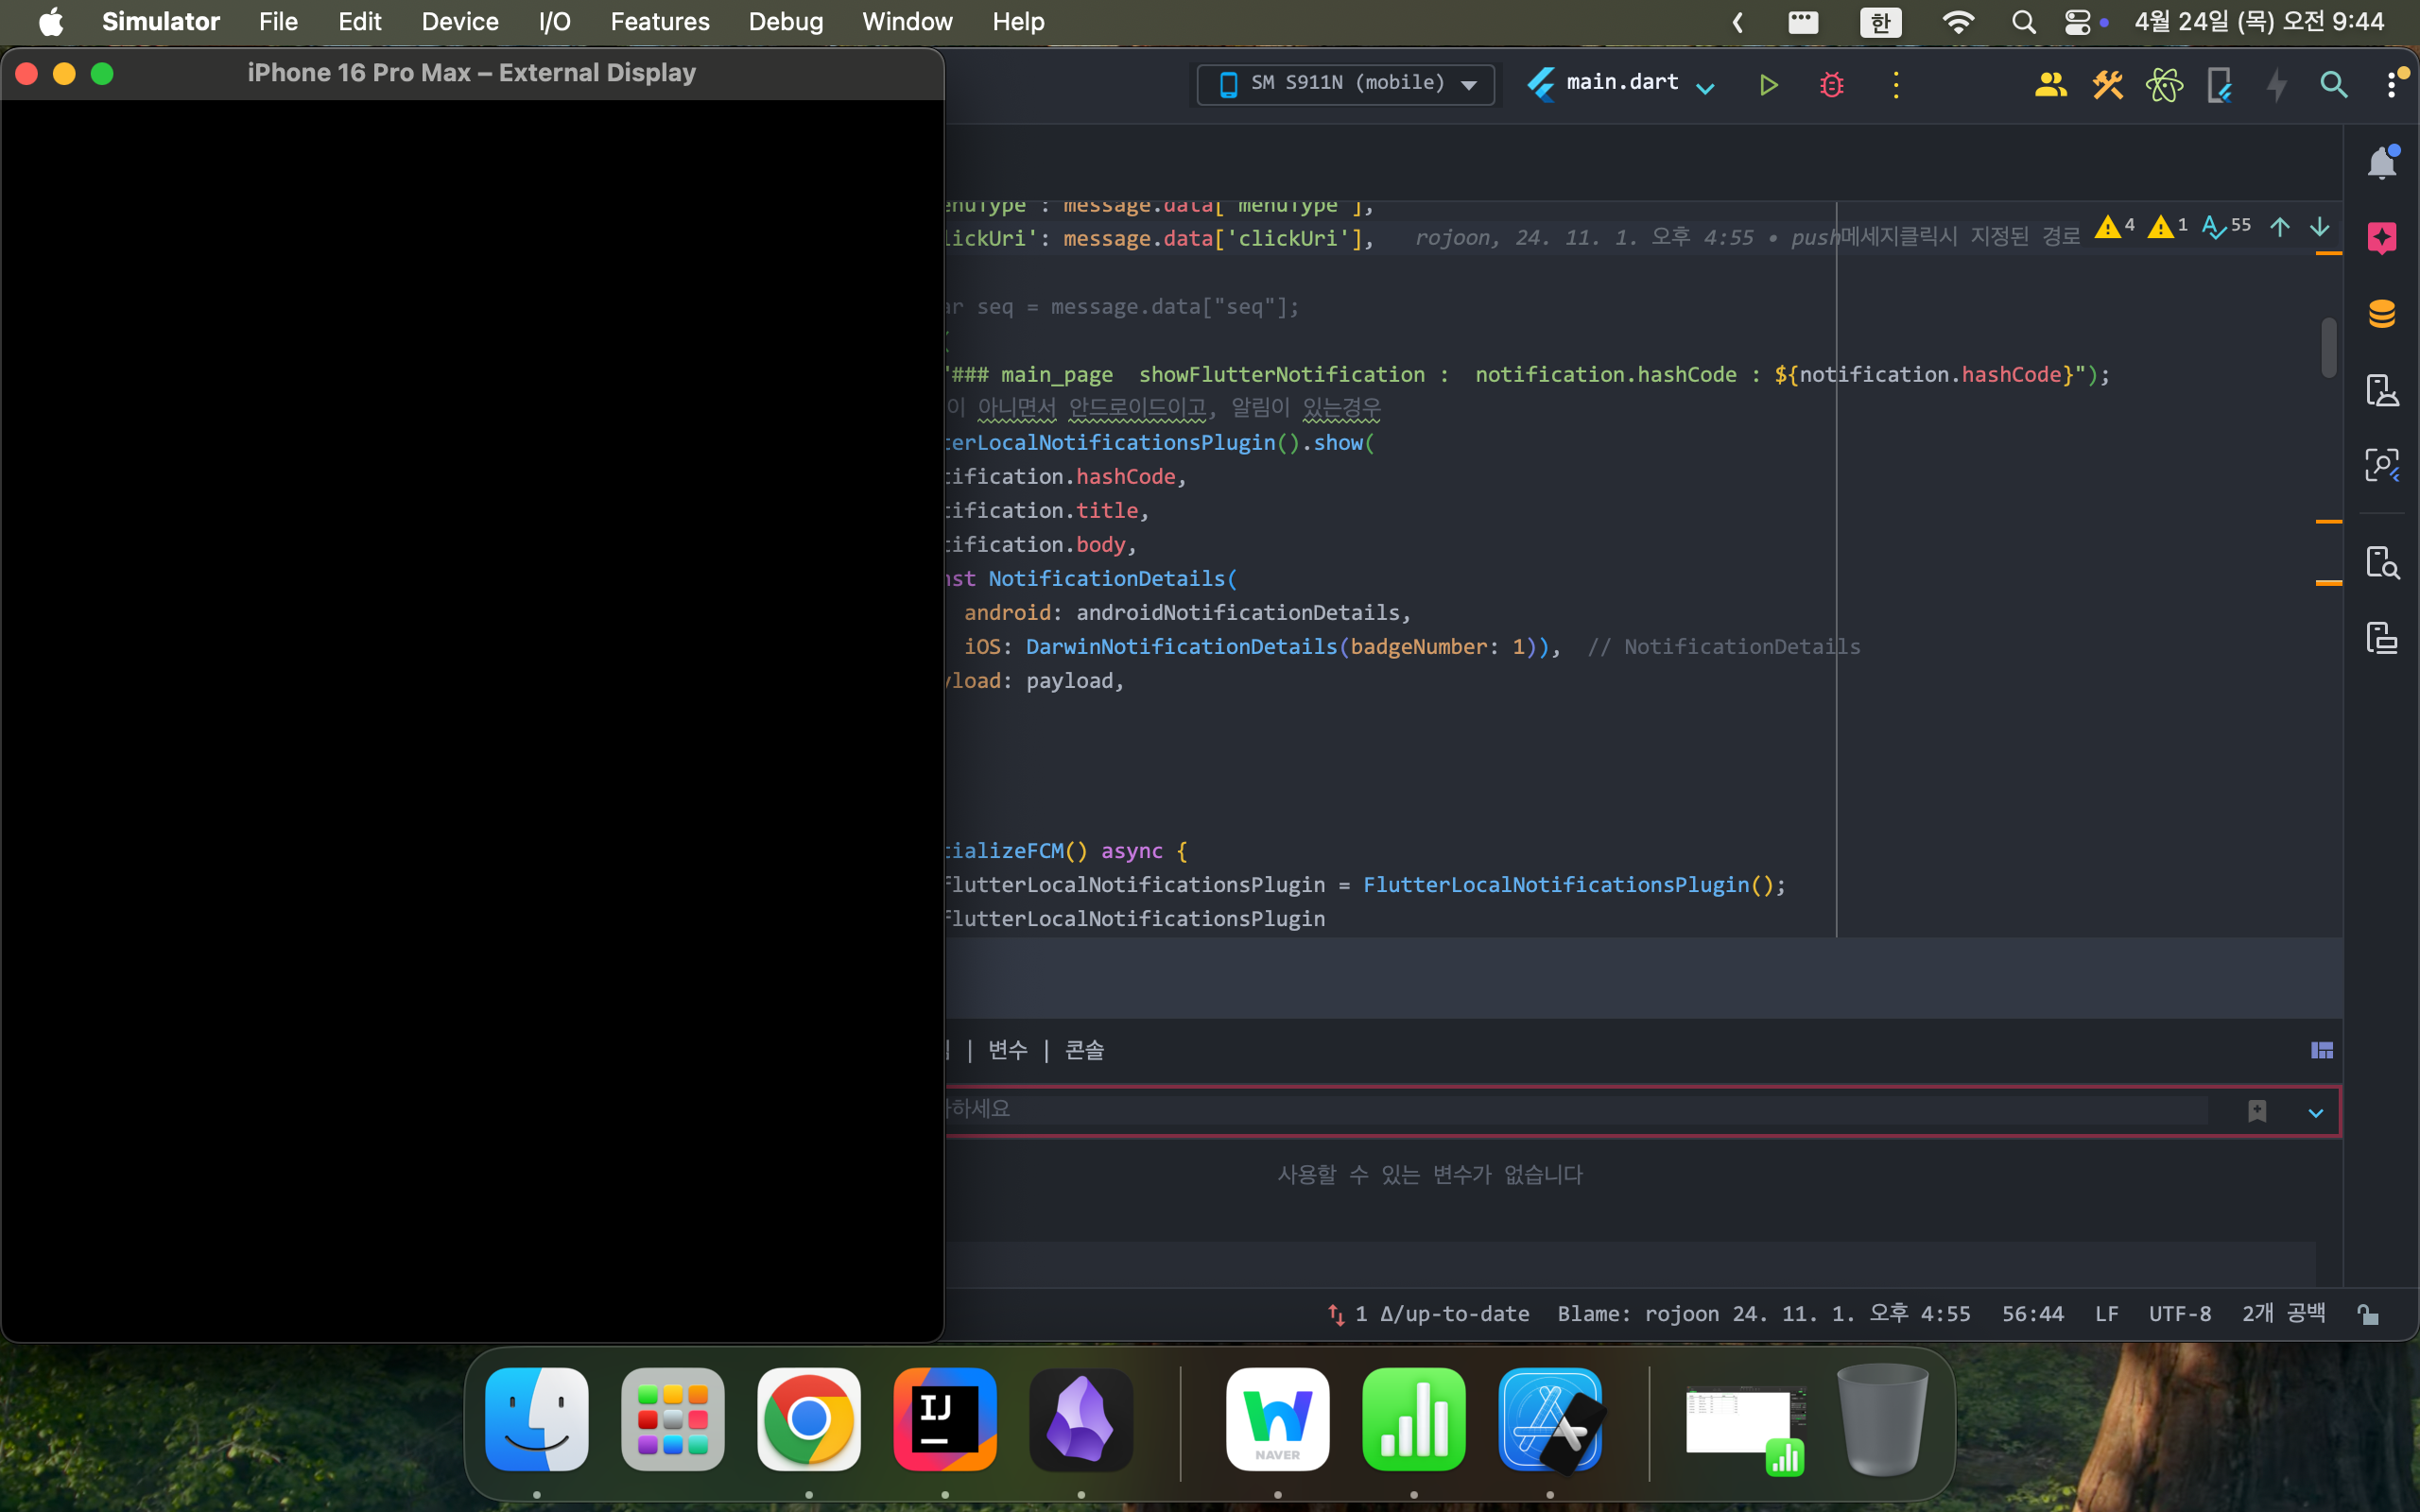 Simulator File Edit Device I/O Features Debug Window Help 한 4월 24일 (목) 오전 9:44
iPhone 16 Pro Max – External Display
SM S911N (mobile) main.dart
message.data['menuType'],
'clickUri': message.data['clickUri'], rojoon, 24. 11. 1. 오후 4:55 • push메세지클릭시 지정된 경로 4 1 55
seq = message.data["seq"];
"### main_page showFlutterNotification : notification.hashCode : ${notification.hashCode}");
이 아니면서 안드로이드이고, 알림이 있는경우
terLocalNotificationsPlugin().show(
tification.hashCode,
tification.title,
tification.body,
nst NotificationDetails(
android: androidNotificationDetails,
iOS: DarwinNotificationDetails(badgeNumber: 1)), // NotificationDetails
yload: payload,
tializeFCM() async {
flutterLocalNotificationsPlugin = FlutterLocalNotificationsPlugin();
flutterLocalNotificationsPlugin
| 변수 | 콘솔
하세요
사용할 수 있는 변수가 없습니다
1 Δ/up-to-date Blame: rojoon 24. 11. 1. 오후 4:55 56:44 LF UTF-8 2개 공백
IJ
NAVER